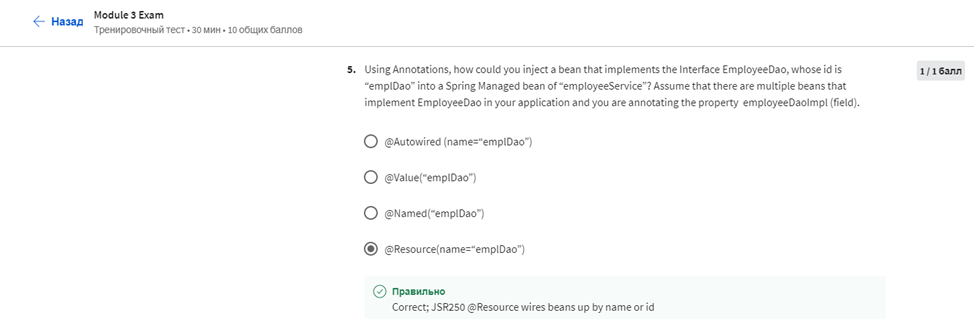 Назад
Module 3 Exam
Тренировочный тест • 30 мин • 10 общих баллов
5. Using Annotations, how could you inject a bean that implements the Interface EmployeeDao, whose id is
“emplDao” into a Spring Managed bean of “employeeService”? Assume that there are multiple beans that
implement EmployeeDao in your application and you are annotating the property employeeDaoImpl (field).
1 / 1 балл
@Autowired (name=“emplDao”)
@Value(“emplDao”)
@Named(“emplDao”)
@Resource(name=“emplDao”)
Правильно
Correct; JSR250 @Resource wires beans up by name or id